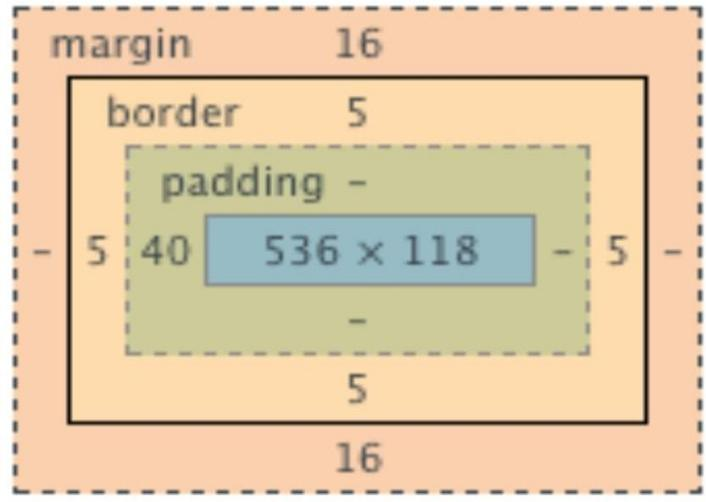 margin 16
border 5
padding –
– 5 40 536 × 118 – 5 –
–
5
16